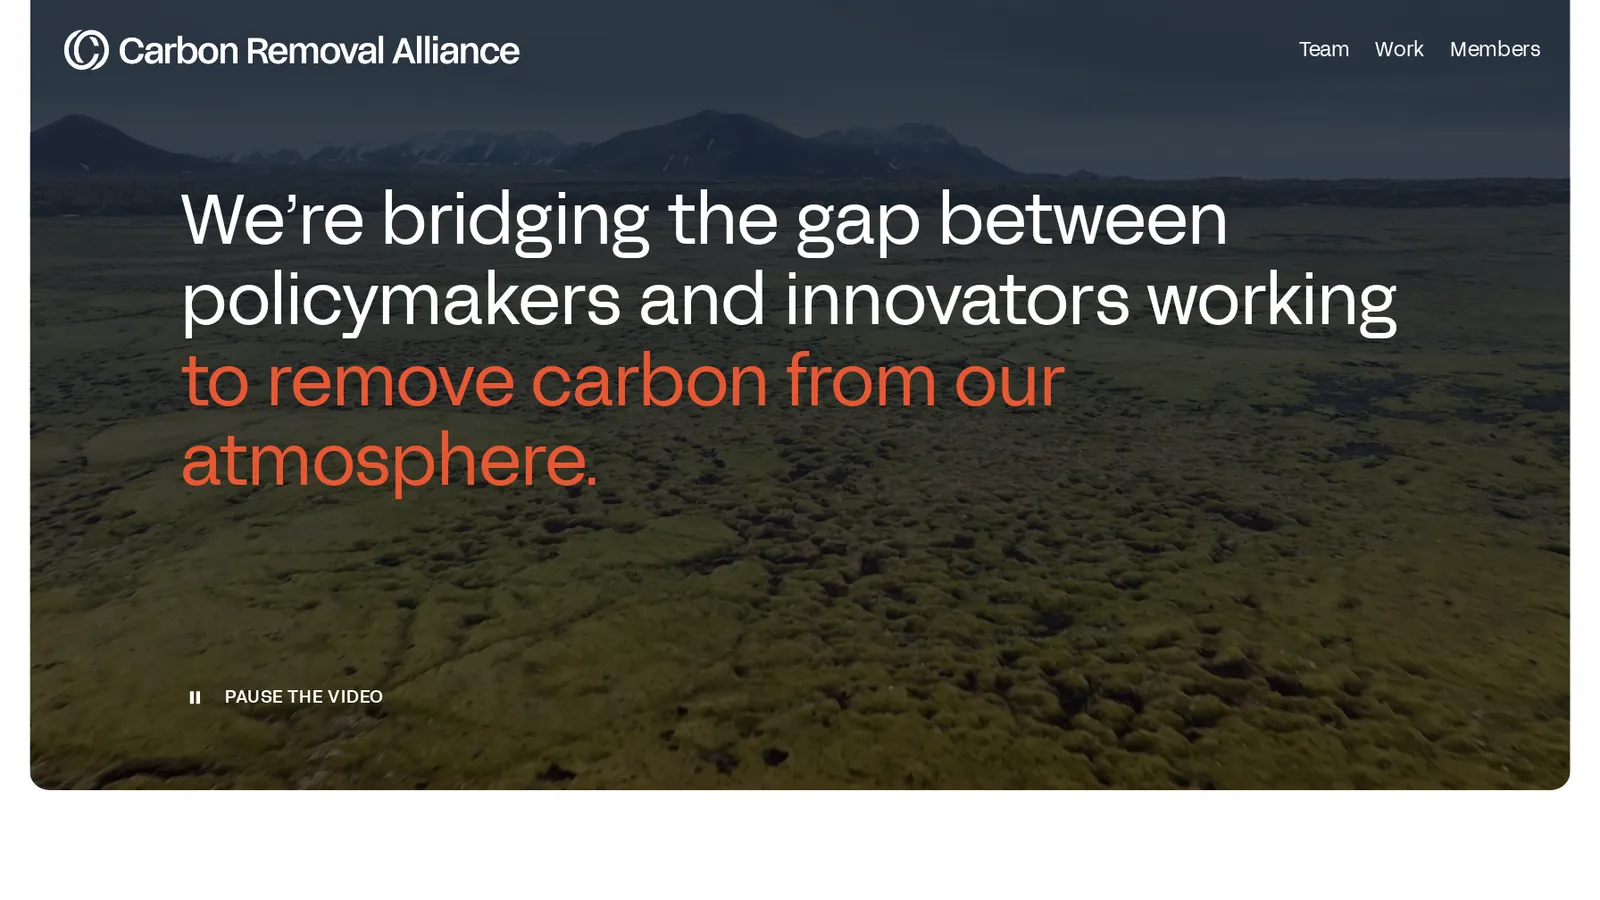 Carbon Removal Alliance
Team Work Members
We’re bridging the gap between
policymakers and innovators working
to remove carbon from our
atmosphere.
PAUSE THE VIDEO